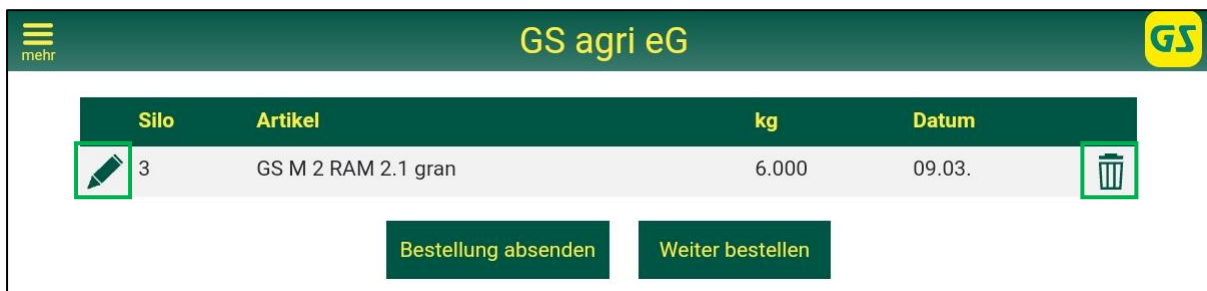 mehr
GS agri eG
GS
Silo Artikel kg Datum
3 GS M 2 RAM 2.1 gran 6.000 09.03.
Bestellung absenden Weiter bestellen